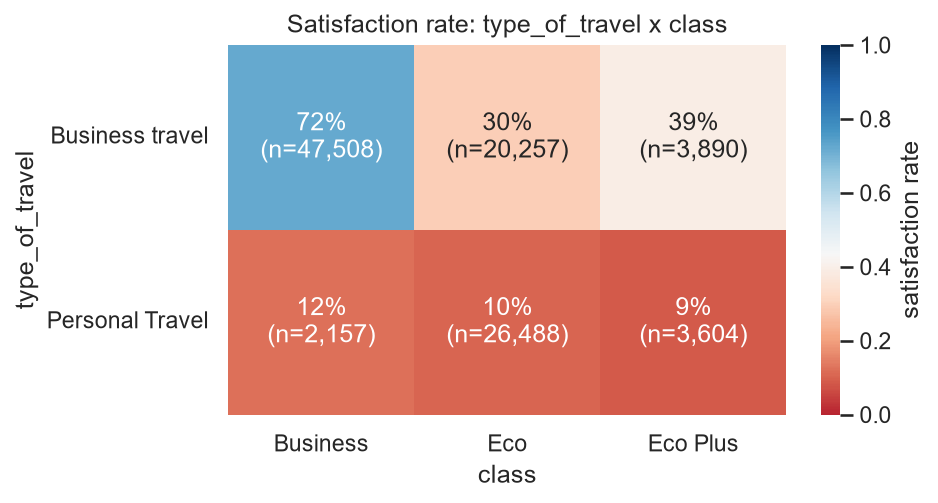 Satisfaction rate: type_of_travel x class
type_of_travel
Business travel
72%
(n=47,508)
30%
(n=20,257)
39%
(n=3,890)
Personal Travel
12%
(n=2,157)
10%
(n=26,488)
9%
(n=3,604)
Business
Eco
Eco Plus
class
1.0
0.8
0.6
0.4
0.2
0.0
satisfaction rate